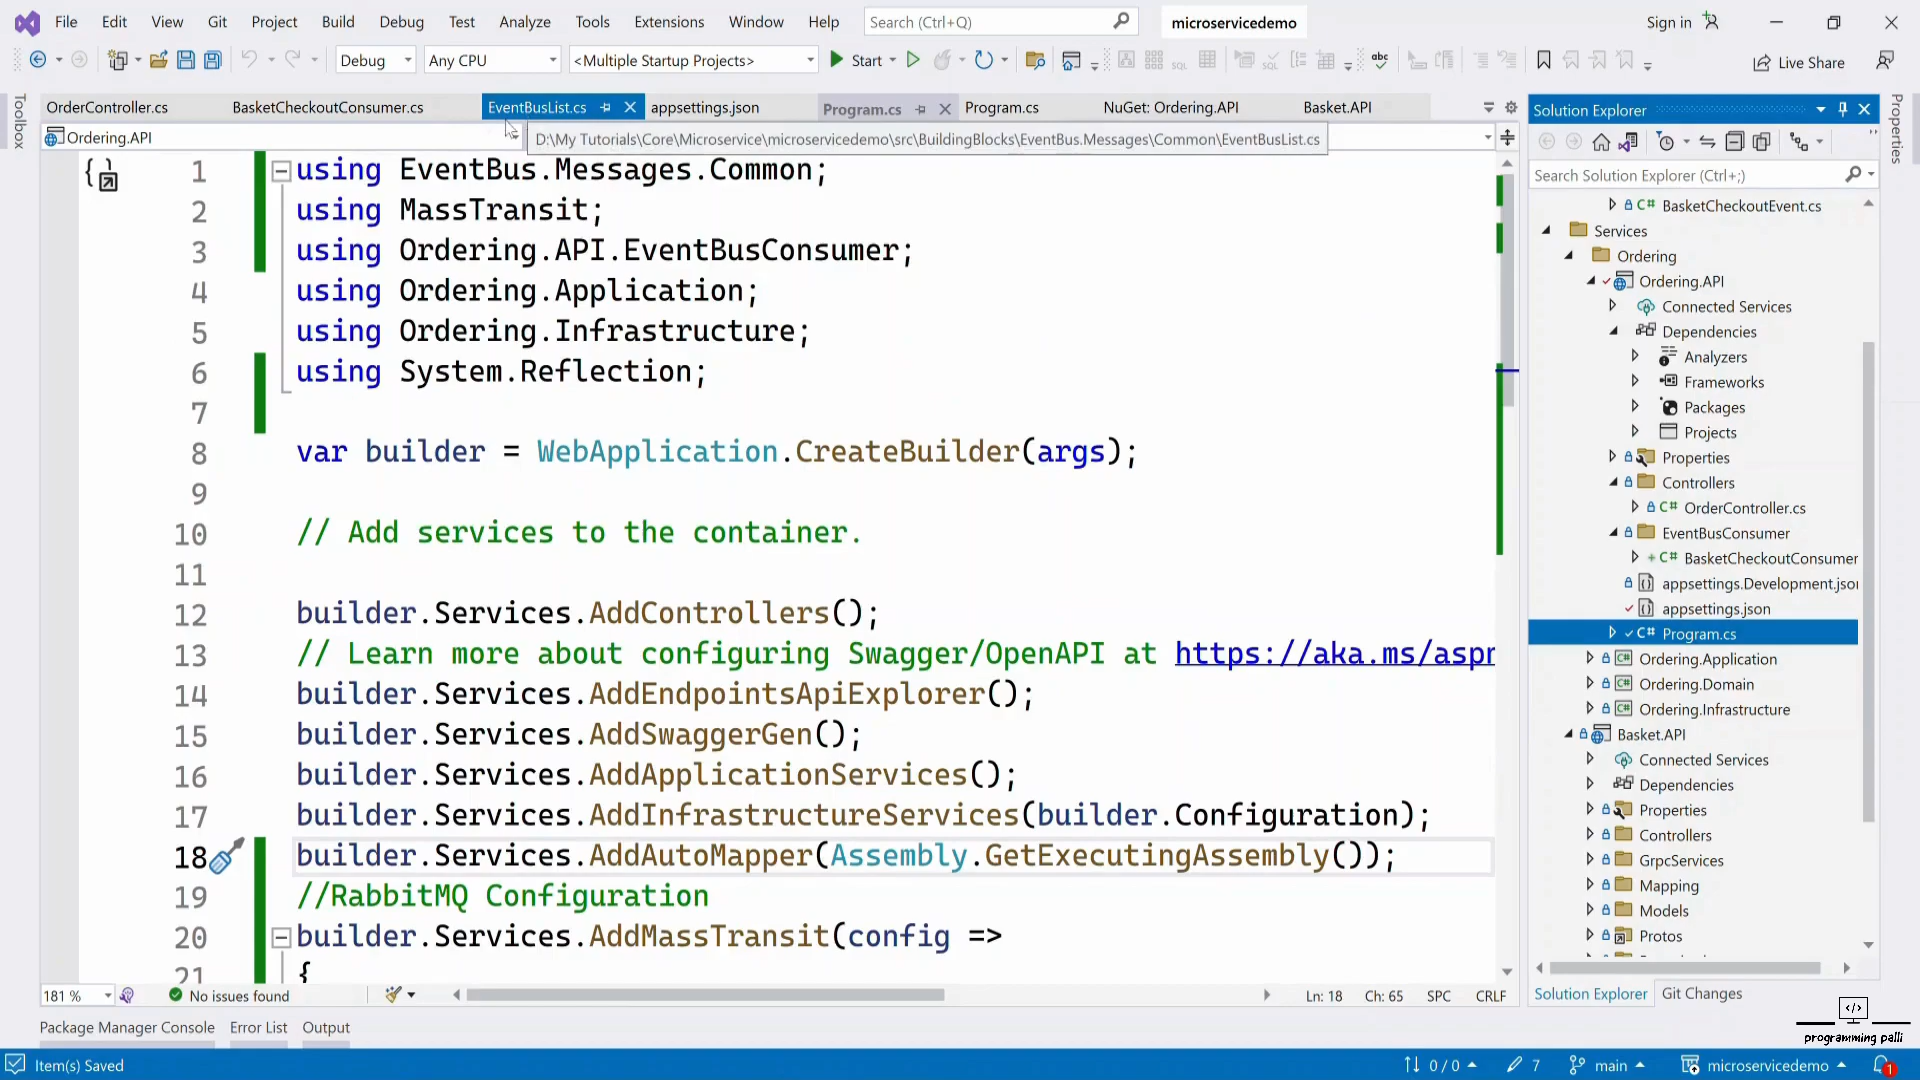 File Edit View Git Project Build Debug Test Analyze Tools Extensions Window Help Search (Ctrl+Q) microservicedemo Sign in
Debug Any CPU <Multiple Startup Projects> Start Live Share
Toolbox
OrderController.cs BasketCheckoutConsumer.cs EventBusList.cs appsettings.json Program.cs Program.cs NuGet: Ordering.API Basket.API
Ordering.API
D:\My Tutorials\Core\Microservice\microservicedemo\src\BuildingBlocks\EventBus.Messages\Common\EventBusList.cs
1 using EventBus.Messages.Common;
2 using MassTransit;
3 using Ordering.API.EventBusConsumer;
4 using Ordering.Application;
5 using Ordering.Infrastructure;
6 using System.Reflection;
7
8 var builder = WebApplication.CreateBuilder(args);
9
10 // Add services to the container.
11
12 builder.Services.AddControllers();
13 // Learn more about configuring Swagger/OpenAPI at https://aka.ms/aspn
14 builder.Services.AddEndpointsApiExplorer();
15 builder.Services.AddSwaggerGen();
16 builder.Services.AddApplicationServices();
17 builder.Services.AddInfrastructureServices(builder.Configuration);
18 builder.Services.AddAutoMapper(Assembly.GetExecutingAssembly());
19 //RabbitMQ Configuration
20 builder.Services.AddMassTransit(config =>
21 {
181 % No issues found Ln: 18 Ch: 65 SPC CRLF
Package Manager Console Error List Output
Solution Explorer
Search Solution Explorer (Ctrl+;)
BasketCheckoutEvent.cs
Services
Ordering
Ordering.API
Connected Services
Dependencies
Analyzers
Frameworks
Packages
Projects
Properties
Controllers
OrderController.cs
EventBusConsumer
BasketCheckoutConsumer
appsettings.Development.json
appsettings.json
Program.cs
Ordering.Application
Ordering.Domain
Ordering.Infrastructure
Basket.API
Connected Services
Dependencies
Properties
Controllers
GrpcServices
Mapping
Models
Protos
Solution Explorer Git Changes
Properties
programming palli
Item(s) Saved 0 / 0 7 main microservicedemo 1